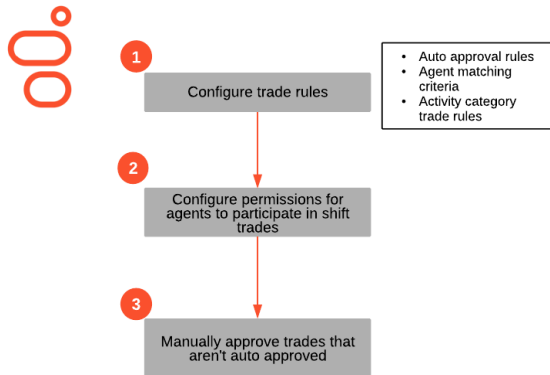 1
Configure trade rules
• Auto approval rules
• Agent matching
criteria
• Activity category
trade rules
2
Configure permissions for
agents to participate in shift
trades
3
Manually approve trades that
aren't auto approved